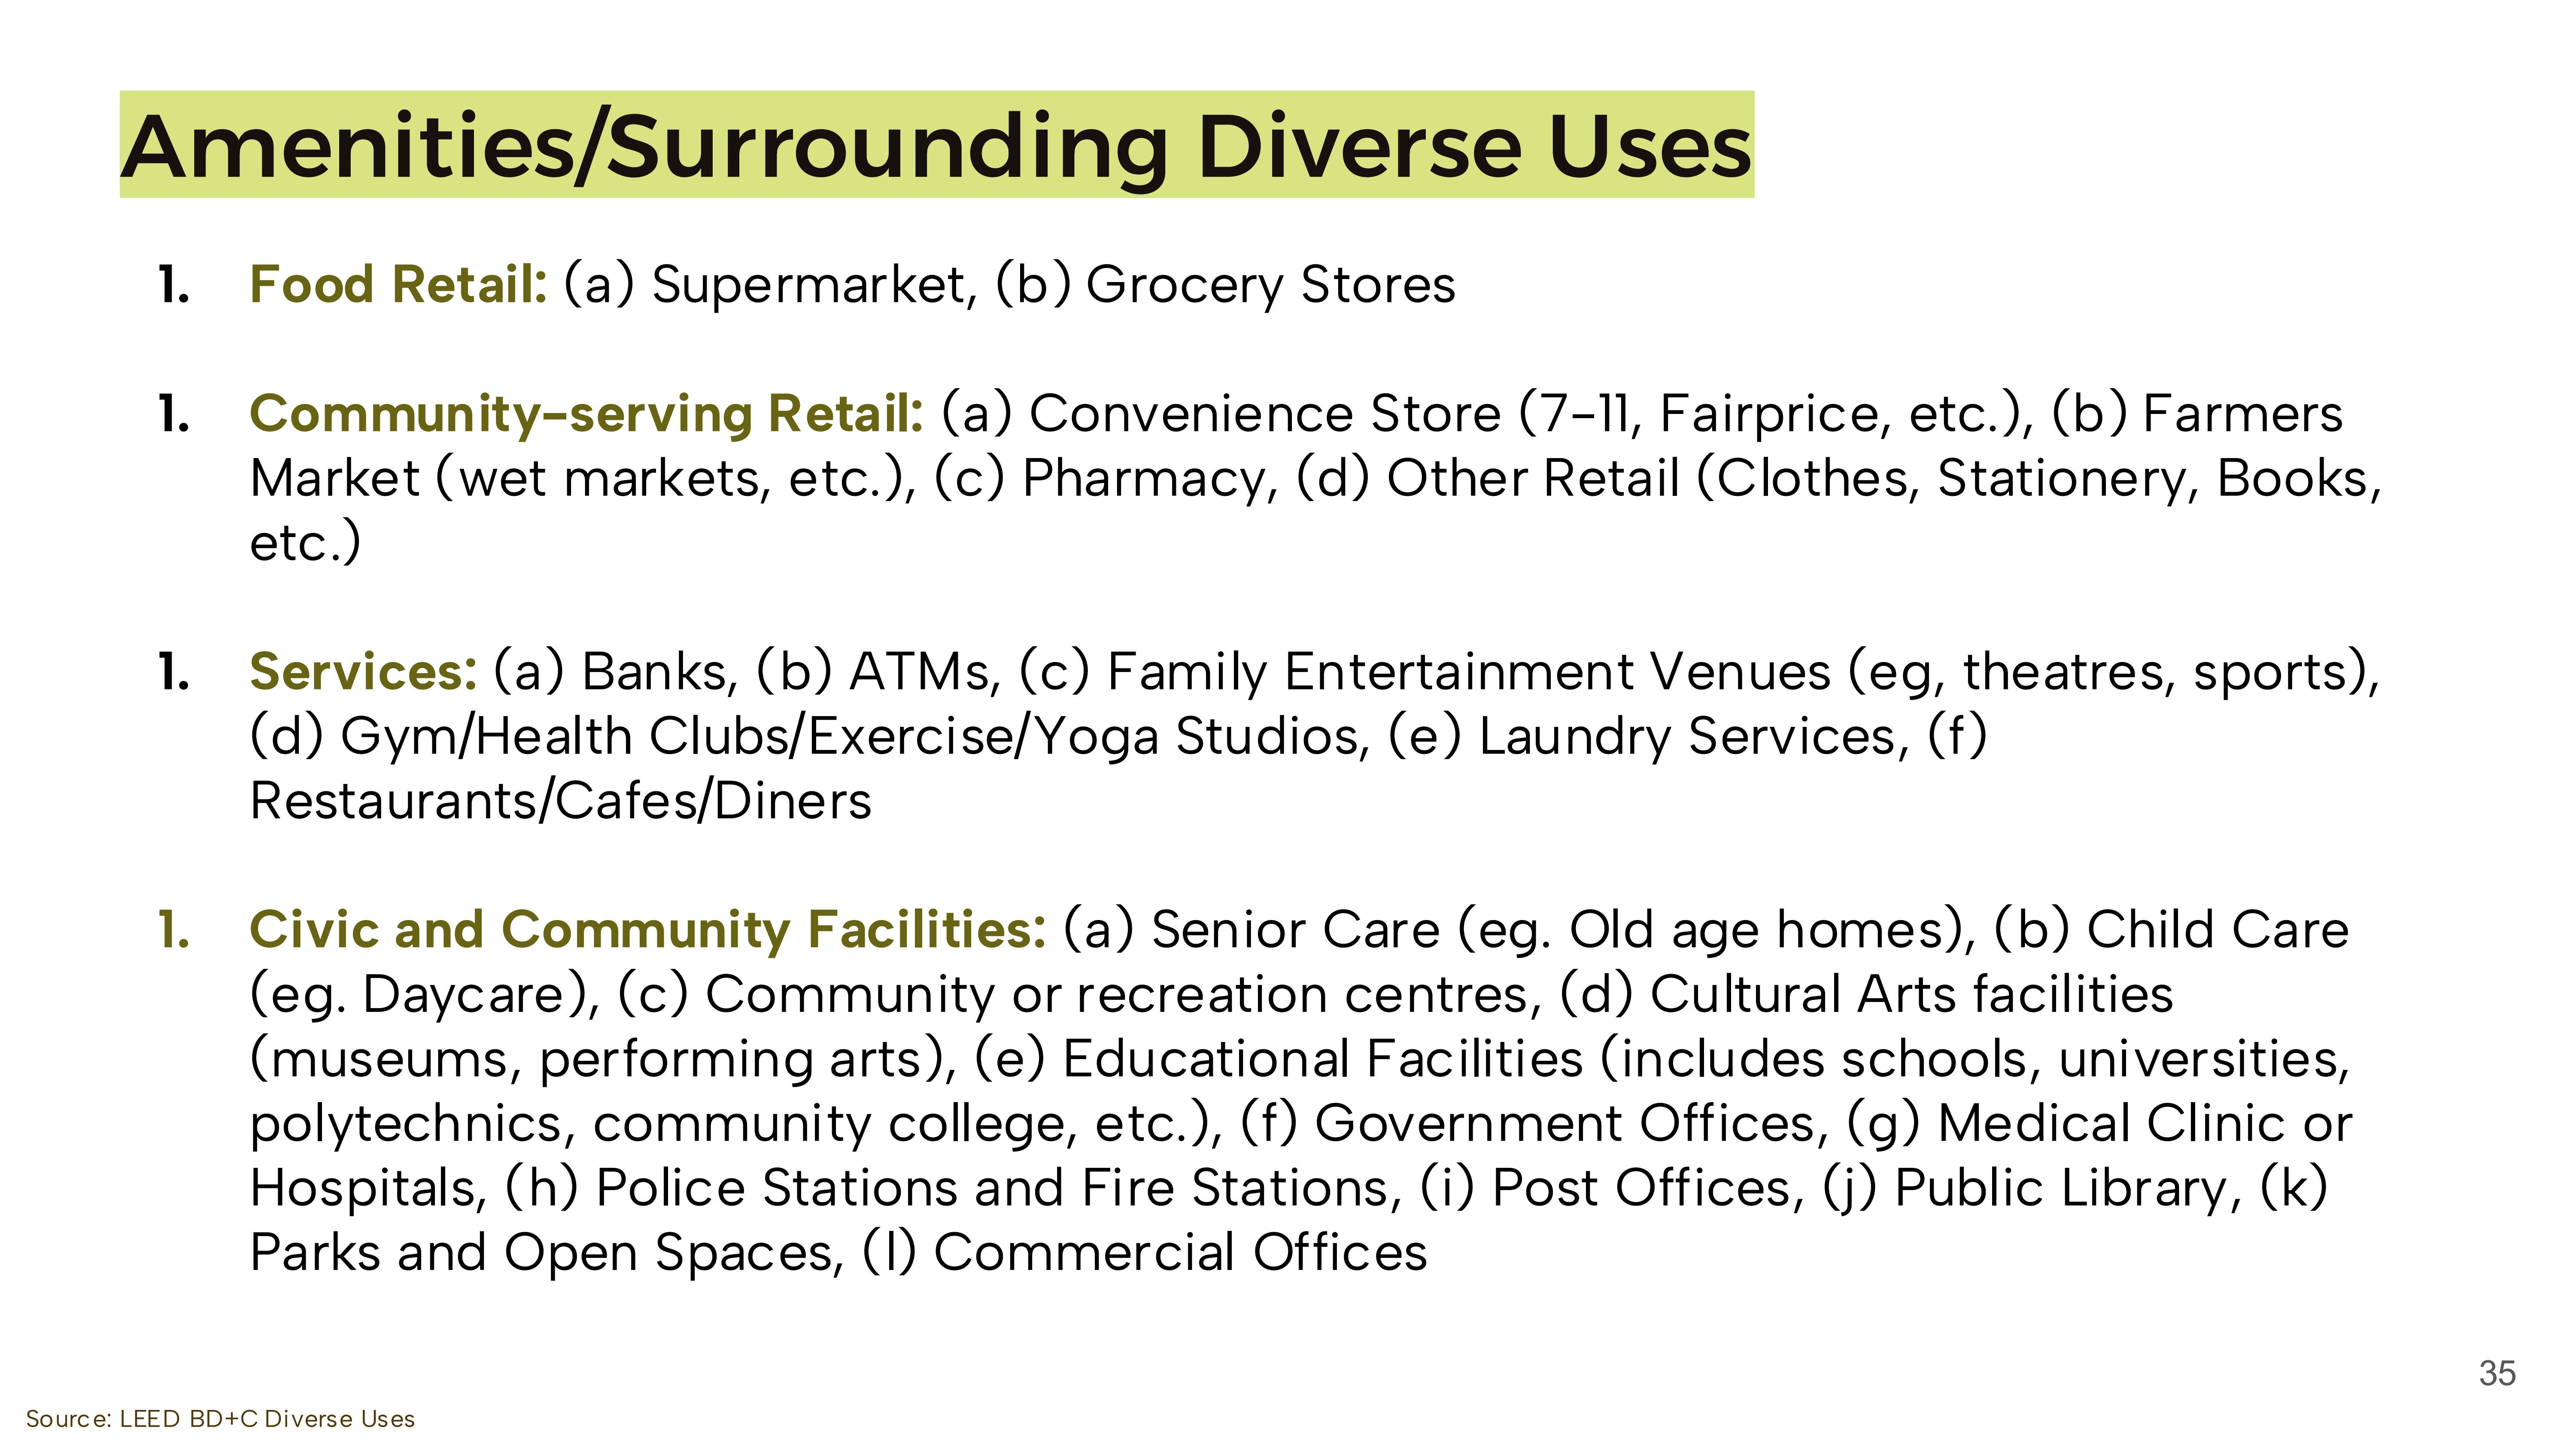 Amenities/Surrounding Diverse Uses
1. Food Retail: (a) Supermarket, (b) Grocery Stores
1. Community-serving Retail: (a) Convenience Store (7-11, Fairprice, etc.), (b) Farmers
Market (wet markets, etc.), (c) Pharmacy, (d) Other Retail (Clothes, Stationery, Books,
etc.)
1. Services: (a) Banks, (b) ATMs, (c) Family Entertainment Venues (eg, theatres, sports),
(d) Gym/Health Clubs/Exercise/Yoga Studios, (e) Laundry Services, (f)
Restaurants/Cafes/Diners
1. Civic and Community Facilities: (a) Senior Care (eg. Old age homes), (b) Child Care
(eg. Daycare), (c) Community or recreation centres, (d) Cultural Arts facilities
(museums, performing arts), (e) Educational Facilities (includes schools, universities,
polytechnics, community college, etc.), (f) Government Offices, (g) Medical Clinic or
Hospitals, (h) Police Stations and Fire Stations, (i) Post Offices, (j) Public Library, (k)
Parks and Open Spaces, (l) Commercial Offices
35
Source: LEED BD+C Diverse Uses